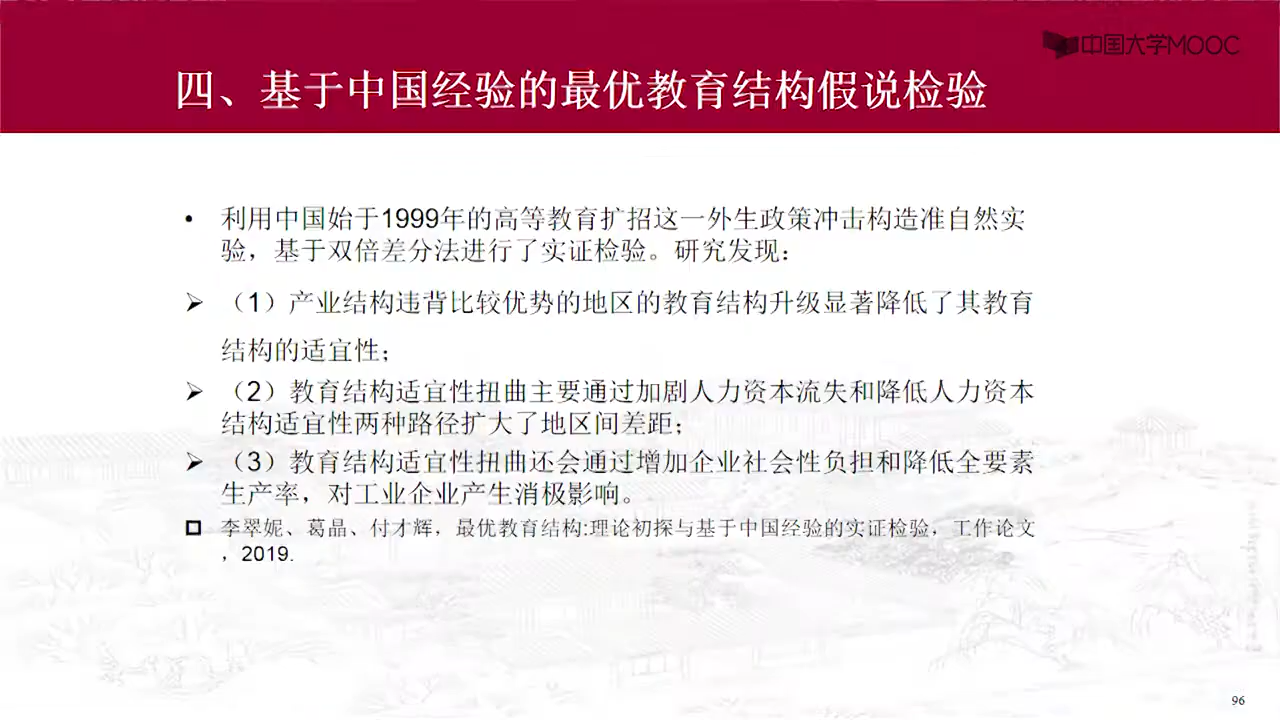 中国大学MOOC
四、基于中国经验的最优教育结构假说检验
• 利用中国始于1999年的高等教育扩招这一外生政策冲击构造准自然实
验，基于双倍差分法进行了实证检验。研究发现：
➢ （1）产业结构违背比较优势的地区的教育结构升级显著降低了其教育
结构的适宜性；
➢ （2）教育结构适宜性扭曲主要通过加剧人力资本流失和降低人力资本
结构适宜性两种路径扩大了地区间差距；
➢ （3）教育结构适宜性扭曲还会通过增加企业社会性负担和降低全要素
生产率，对工业企业产生消极影响。
李翠妮、葛晶、付才辉，最优教育结构:理论初探与基于中国经验的实证检验，工作论文
，2019.
96